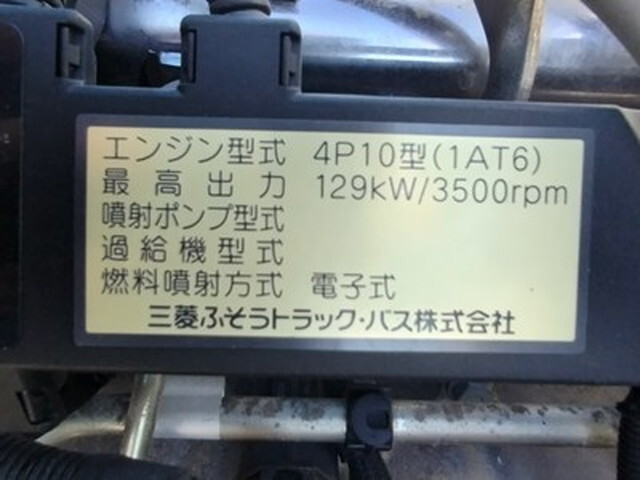 エンジン型式 4P10型(1AT6)
最高出力 129kW/3500rpm
噴射ポンプ型式
過給機型式
燃料噴射方式 電子式
三菱ふそうトラック・バス株式会社